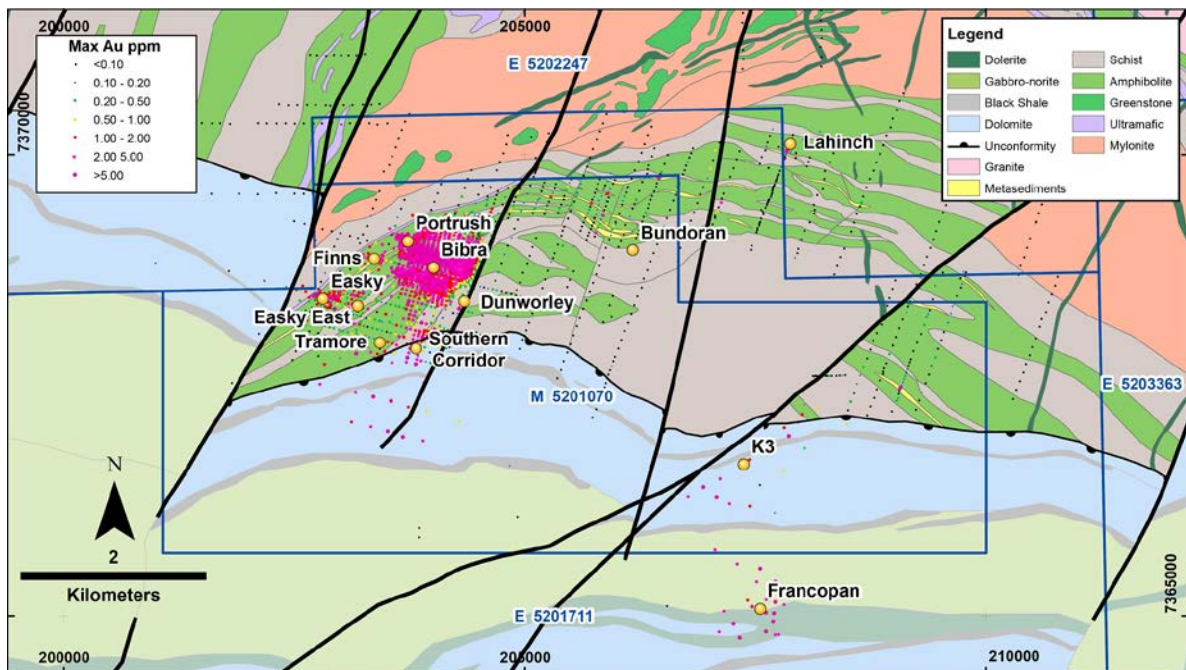 200000
205000
Max Au ppm
<0.10
0.10 - 0.20
0.20 - 0.50
0.50 - 1.00
1.00 - 2.00
2.00 5.00
>5.00
E 5202247
Legend
Dolerite
Gabbro-norite
Black Shale
Dolomite
Unconformity
Granite
Metasediments
Schist
Amphibolite
Greenstone
Ultramafic
Mylonite
7370000
7370000
Lahinch
Portrush
Bibra
Bundoran
Finns
Easky
Dunworley
Easky East
Tramore
Southern
Corridor
M 5201070
E 5203363
K3
N
2
Kilometers
Francopan
E 5201711
7365000
200000
205000
210000